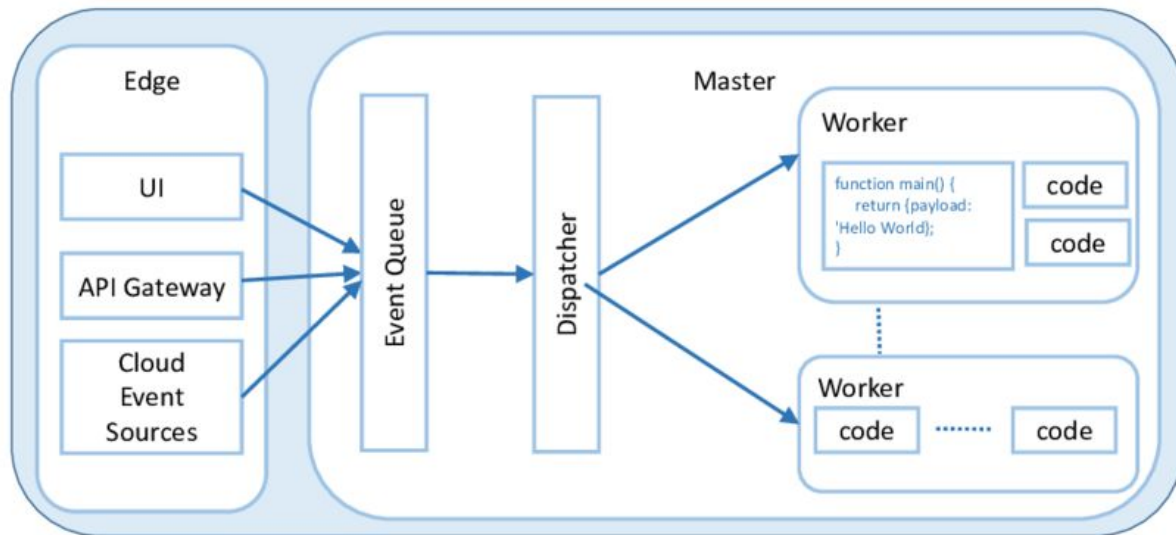 Edge
UI
API Gateway
Cloud
Event
Sources
Master
Event Queue
Dispatcher
Worker
function main() {
return {payload:
'Hello World};
}
code
code
Worker
code
code